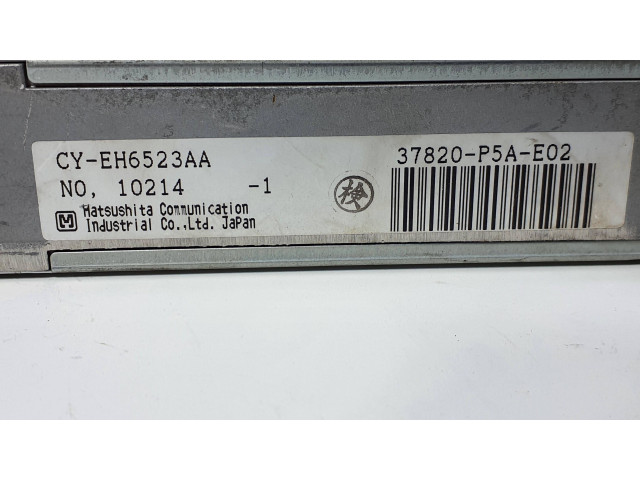 CY-EH6523AA
NO, 10214 -1
M Matsushita Communication
Industrial Co.,Ltd. JaPan
検
37820-P5A-E02